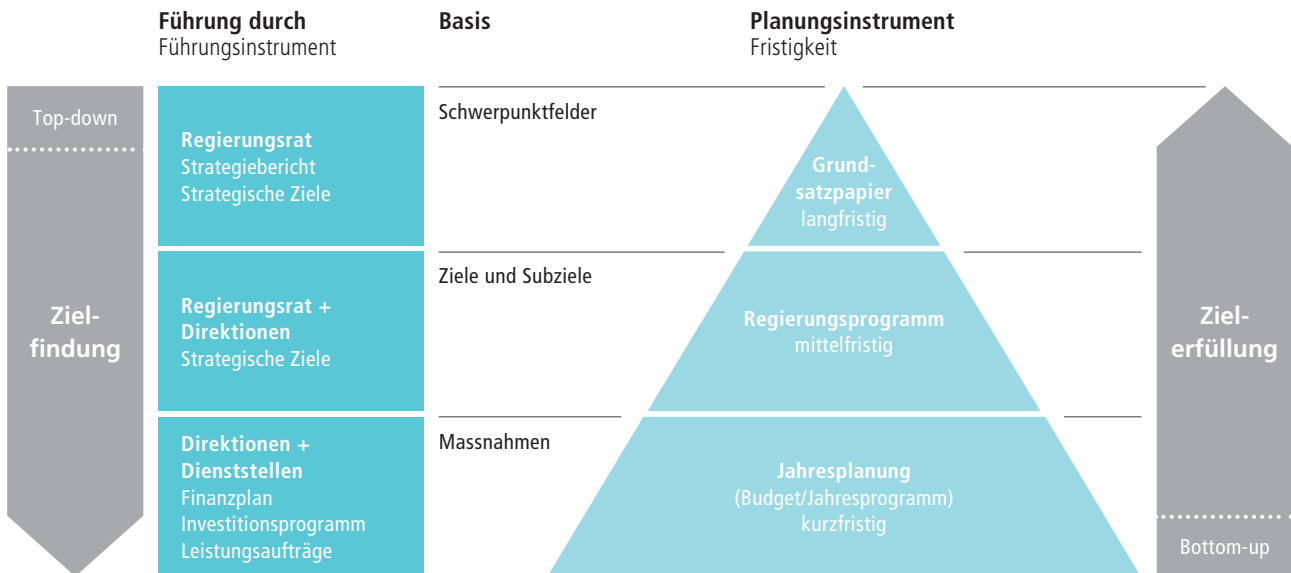 Führung durch
Führungsinstrument
Basis
Planungsinstrument
Fristigkeit
Top-down
Ziel-
findung
Regierungsrat
Strategiebericht
Strategische Ziele
Schwerpunktfelder
Grund-
satzpapier
langfristig
Regierungsrat +
Direktionen
Strategische Ziele
Ziele und Subziele
Regierungsprogramm
mittelfristig
Direktionen +
Dienststellen
Finanzplan
Investitionsprogramm
Leistungsaufträge
Massnahmen
Jahresplanung
(Budget/Jahresprogramm)
kurzfristig
Ziel-
erfüllung
Bottom-up